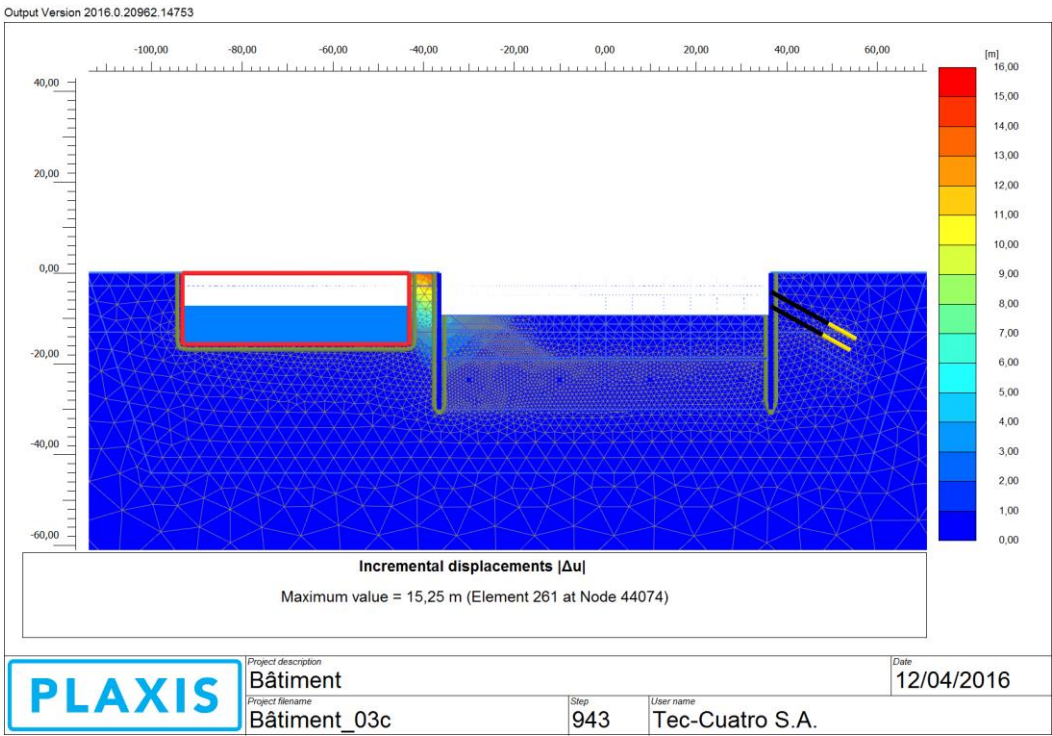 Output Version 2016.0.20962.14753
-100,00 -80,00 -60,00 -40,00 -20,00 0,00 20,00 40,00 60,00
[m]
40,00
20,00
0,00
-20,00
-40,00
-60,00
16,00
15,00
14,00
13,00
12,00
11,00
10,00
9,00
8,00
7,00
6,00
5,00
4,00
3,00
2,00
1,00
0,00
Incremental displacements |Δu|
Maximum value = 15,25 m (Element 261 at Node 44074)
PLAXIS
Project description
Bâtiment
Date
12/04/2016
Project filename
Bâtiment_03c
Step
943
User name
Tec-Cuatro S.A.